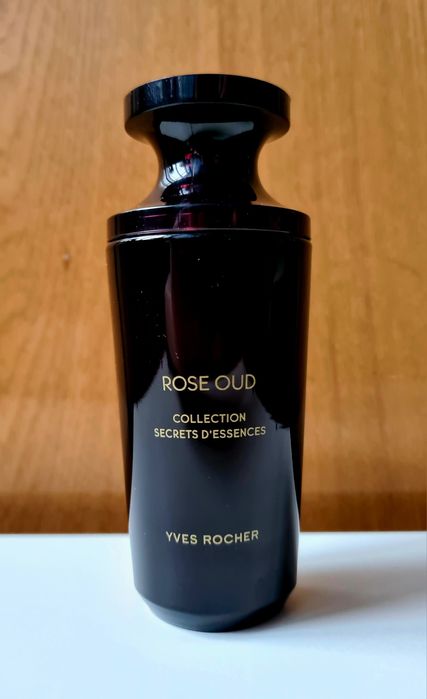 ROSE OUD
COLLECTION
SECRETS D'ESSENCES
YVES ROCHER